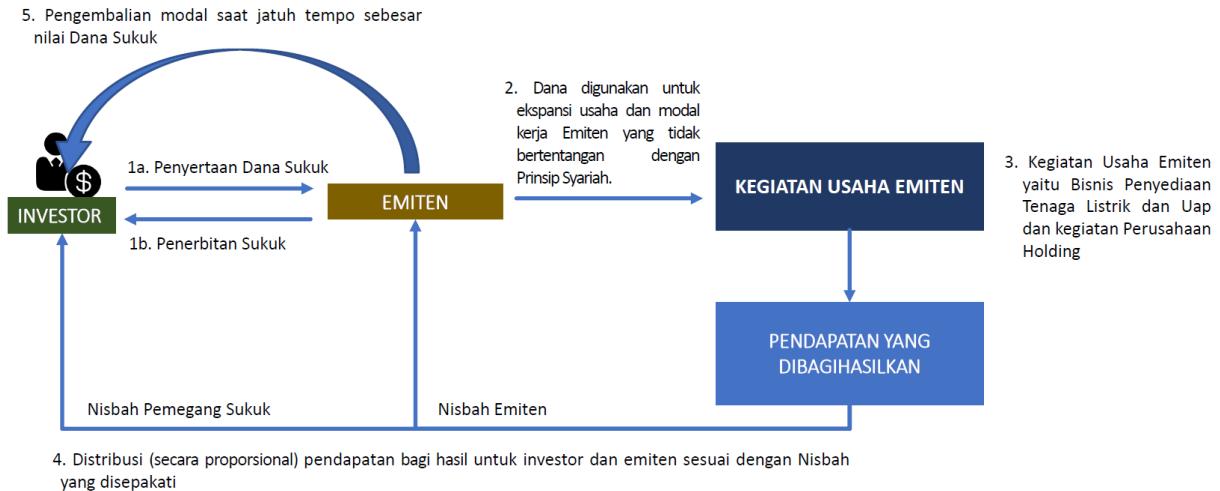 5. Pengembalian modal saat jatuh tempo sebesar
nilai Dana Sukuk
$
INVESTOR
1a. Penyertaan Dana Sukuk
1b. Penerbitan Sukuk
EMITEN
2. Dana digunakan untuk
ekspansi usaha dan modal
kerja Emiten yang tidak
bertentangan dengan
Prinsip Syariah.
KEGIATAN USAHA EMITEN
3. Kegiatan Usaha Emiten
yaitu Bisnis Penyediaan
Tenaga Listrik dan Uap
dan kegiatan Perusahaan
Holding
PENDAPATAN YANG
DIBAGIHASILKAN
Nisbah Pemegang Sukuk
Nisbah Emiten
4. Distribusi (secara proporsional) pendapatan bagi hasil untuk investor dan emiten sesuai dengan Nisbah
yang disepakati